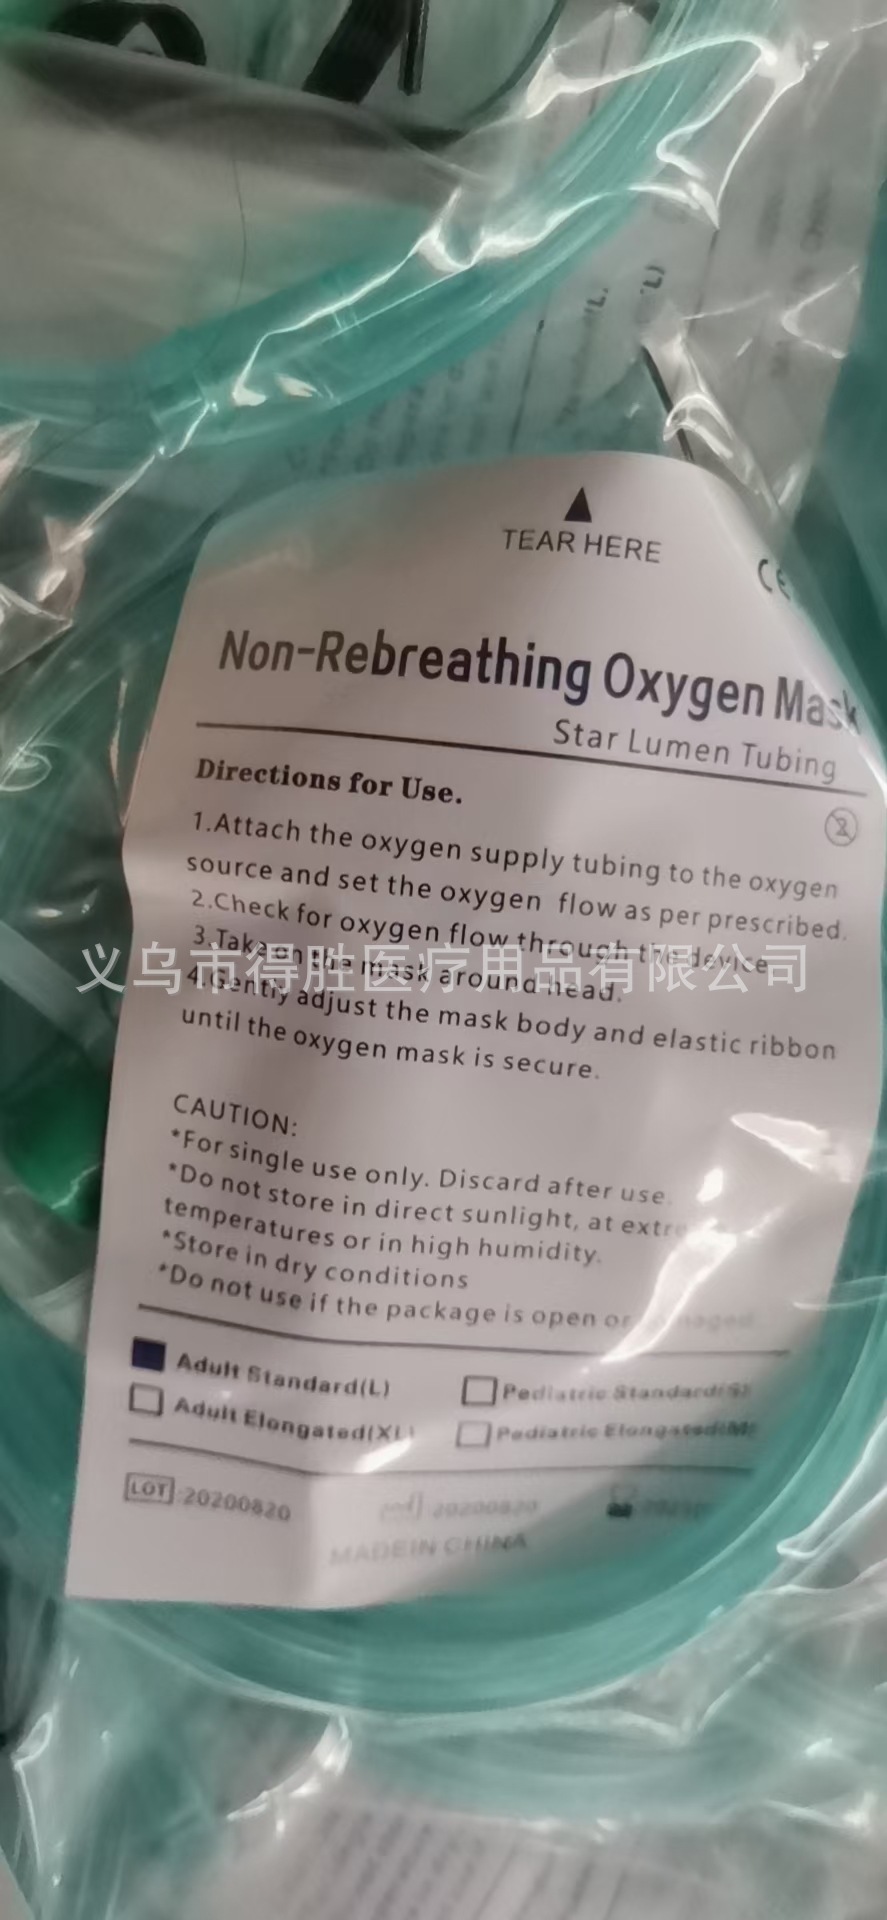 TEAR HERE
CE
Non-Rebreathing Oxygen Mask
Star Lumen Tubing
Directions for Use.
1.Attach the oxygen supply tubing to the oxygen
source and set the oxygen flow as per prescribed.
2.Check for oxygen flow through the device
3.Take on the mask around head.
义乌市得胜医疗用品有限公司
4.Gently adjust the mask body and elastic ribbon
until the oxygen mask is secure.
CAUTION:
*For single use only. Discard after use.
*Do not store in direct sunlight, at extre
temperatures or in high humidity.
*Store in dry conditions
*Do not use if the package is open or
Adult Standard(L)
Pediatric Standard(S)
Adult Elongated(XL)
Pediatric Elongated(M)
LOT 20200820
20200820
MADEIN CHINA